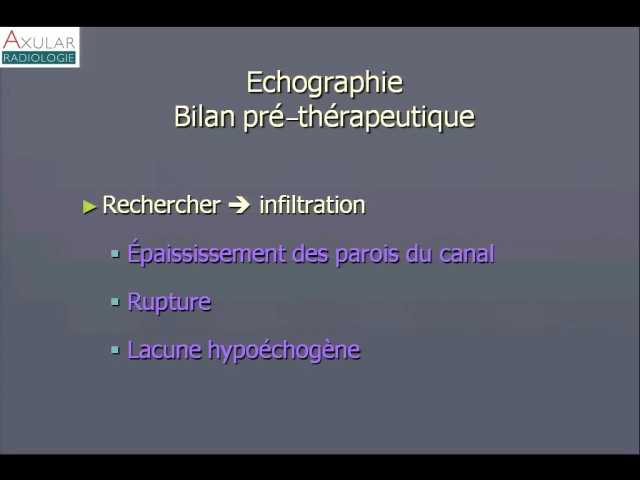 AXULAR
RADIOLOGIE
Echographie
Bilan pré–thérapeutique
► Rechercher ➔ infiltration
▪ Épaississement des parois du canal
▪ Rupture
▪ Lacune hypoéchogène